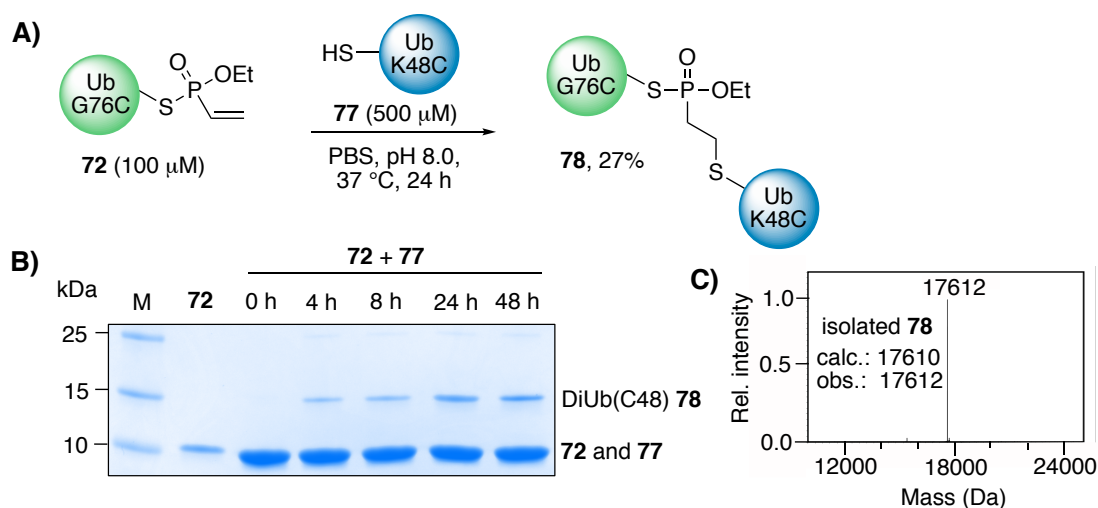 A)
Ub
G76C
S
P
O
OEt
72 (100 μM)
HS
Ub
K48C
77 (500 μM)
PBS, pH 8.0,
37 °C, 24 h
Ub
G76C
S
P
O
OEt
S
Ub
K48C
78, 27%
B)
72 + 77
kDa
M 72 0 h 4 h 8 h 24 h 48 h
25
15
10
DiUb(C48) 78
72 and 77
C)
17612
1.0
isolated 78
calc.: 17610
obs.: 17612
0.5
0.0
Rel. intensity
12000 18000 24000
Mass (Da)